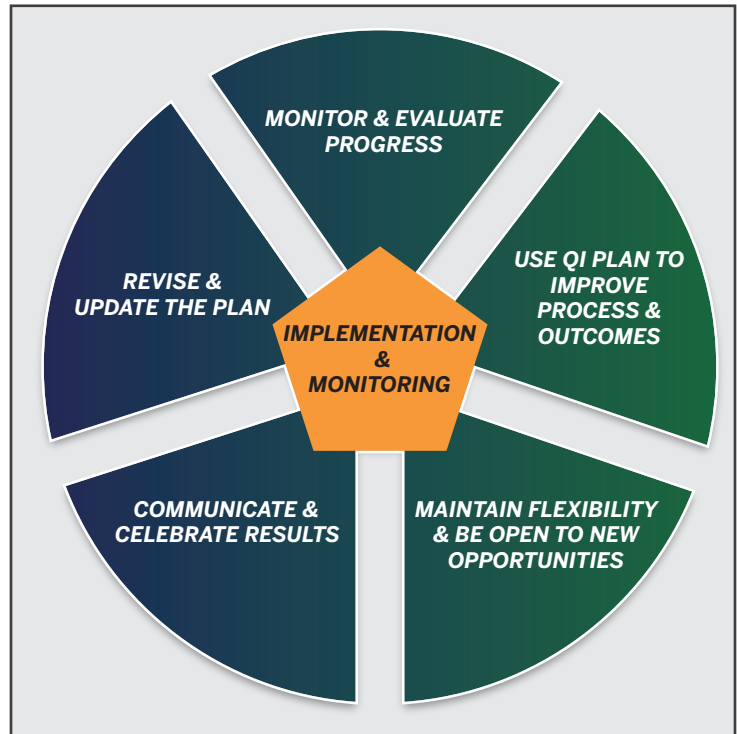 MONITOR & EVALUATE
PROGRESS
USE QI PLAN TO
IMPROVE
PROCESS &
OUTCOMES
MAINTAIN FLEXIBILITY
& BE OPEN TO NEW
OPPORTUNITIES
COMMUNICATE &
CELEBRATE RESULTS
REVISE &
UPDATE THE PLAN
IMPLEMENTATION
&
MONITORING